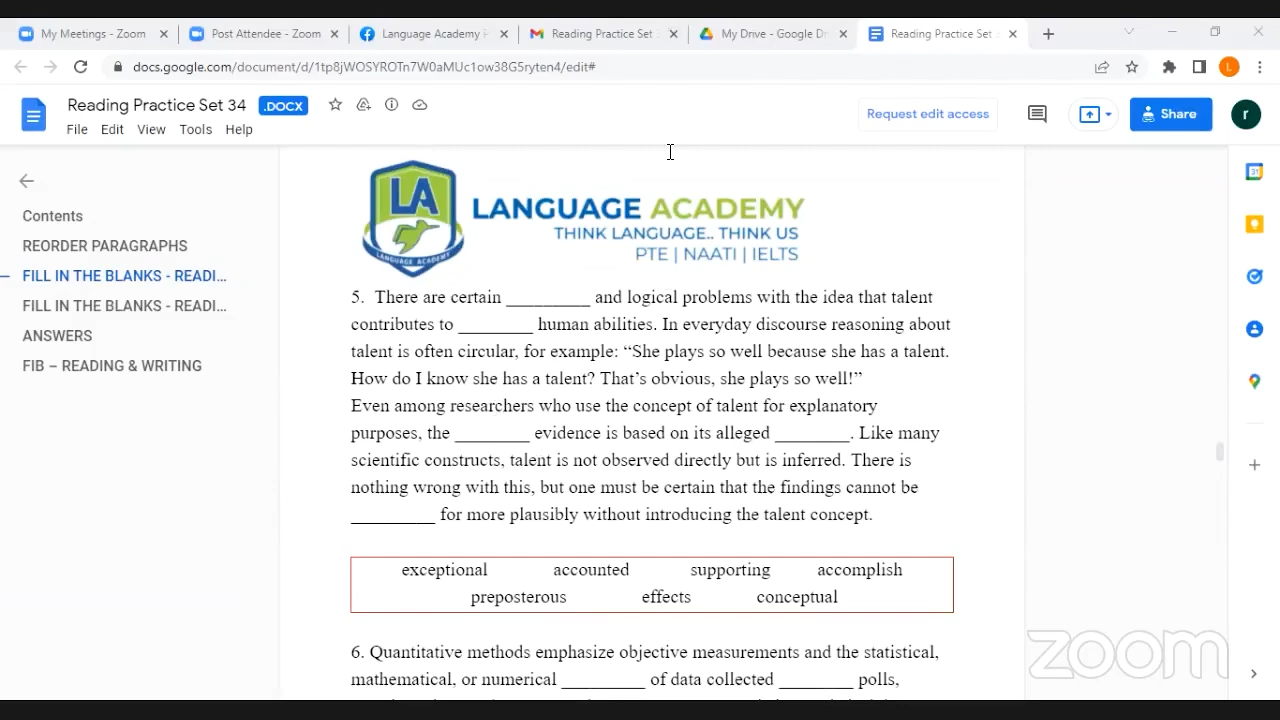 My Meetings - Zoom
Post Attendee - Zoom
Language Academy
Reading Practice Set
My Drive - Google Dr
Reading Practice Set
docs.google.com/document/d/1tp8jWOSYROTn7W0aMUc1ow38G5ryten4/edit#
L
Reading Practice Set 34 .DOCX
File Edit View Tools Help
Request edit access
Share
r
Contents
REORDER PARAGRAPHS
FILL IN THE BLANKS - READI...
FILL IN THE BLANKS - READI...
ANSWERS
FIB – READING & WRITING
31
LA
LANGUAGE ACADEMY
LANGUAGE ACADEMY
THINK LANGUAGE.. THINK US
PTE | NAATI | IELTS
5. There are certain _________ and logical problems with the idea that talent
contributes to ________ human abilities. In everyday discourse reasoning about
talent is often circular, for example: “She plays so well because she has a talent.
How do I know she has a talent? That’s obvious, she plays so well!”
Even among researchers who use the concept of talent for explanatory
purposes, the ________ evidence is based on its alleged ________. Like many
scientific constructs, talent is not observed directly but is inferred. There is
nothing wrong with this, but one must be certain that the findings cannot be
_________ for more plausibly without introducing the talent concept.
exceptional accounted supporting accomplish
preposterous effects conceptual
6. Quantitative methods emphasize objective measurements and the statistical,
mathematical, or numerical _________ of data collected ________ polls,
zoom